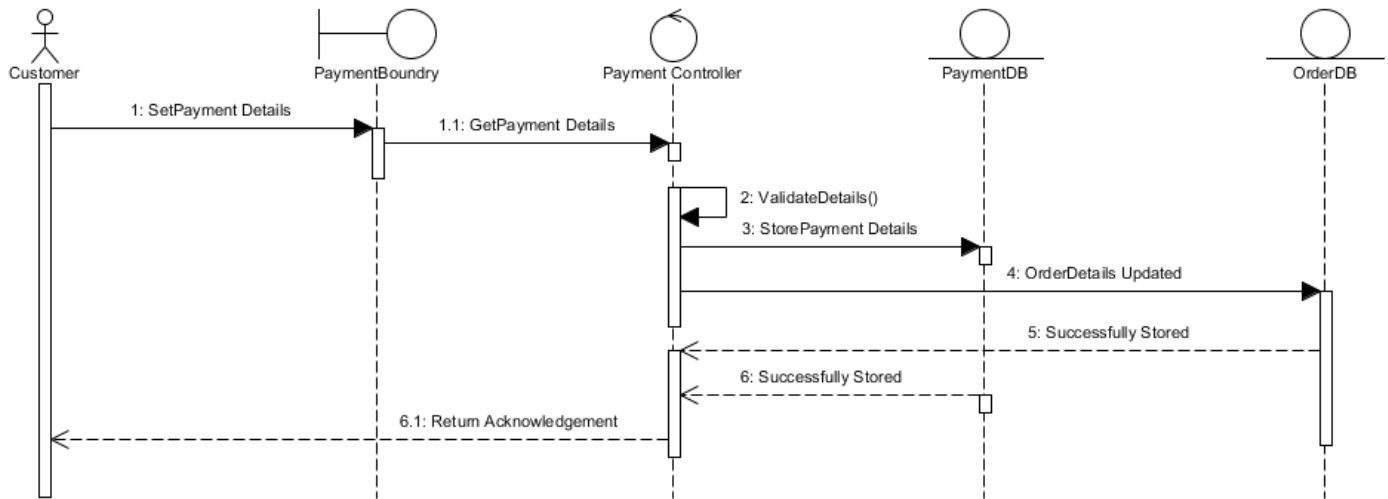 Customer
PaymentBoundry
Payment Controller
PaymentDB
OrderDB
1: SetPayment Details
1.1: GetPayment Details
2: ValidateDetails()
3: StorePayment Details
4: OrderDetails Updated
5: Successfully Stored
6: Successfully Stored
6.1: Return Acknowledgement